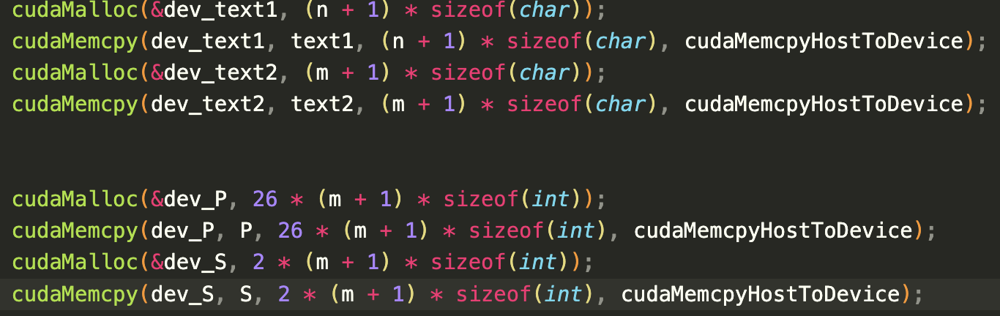 cudaMalloc(&dev_text1, (n + 1) * sizeof(char));
cudaMemcpy(dev_text1, text1, (n + 1) * sizeof(char), cudaMemcpyHostToDevice);
cudaMalloc(&dev_text2, (m + 1) * sizeof(char));
cudaMemcpy(dev_text2, text2, (m + 1) * sizeof(char), cudaMemcpyHostToDevice);
cudaMalloc(&dev_P, 26 * (m + 1) * sizeof(int));
cudaMemcpy(dev_P, P, 26 * (m + 1) * sizeof(int), cudaMemcpyHostToDevice);
cudaMalloc(&dev_S, 2 * (m + 1) * sizeof(int));
cudaMemcpy(dev_S, S, 2 * (m + 1) * sizeof(int), cudaMemcpyHostToDevice);